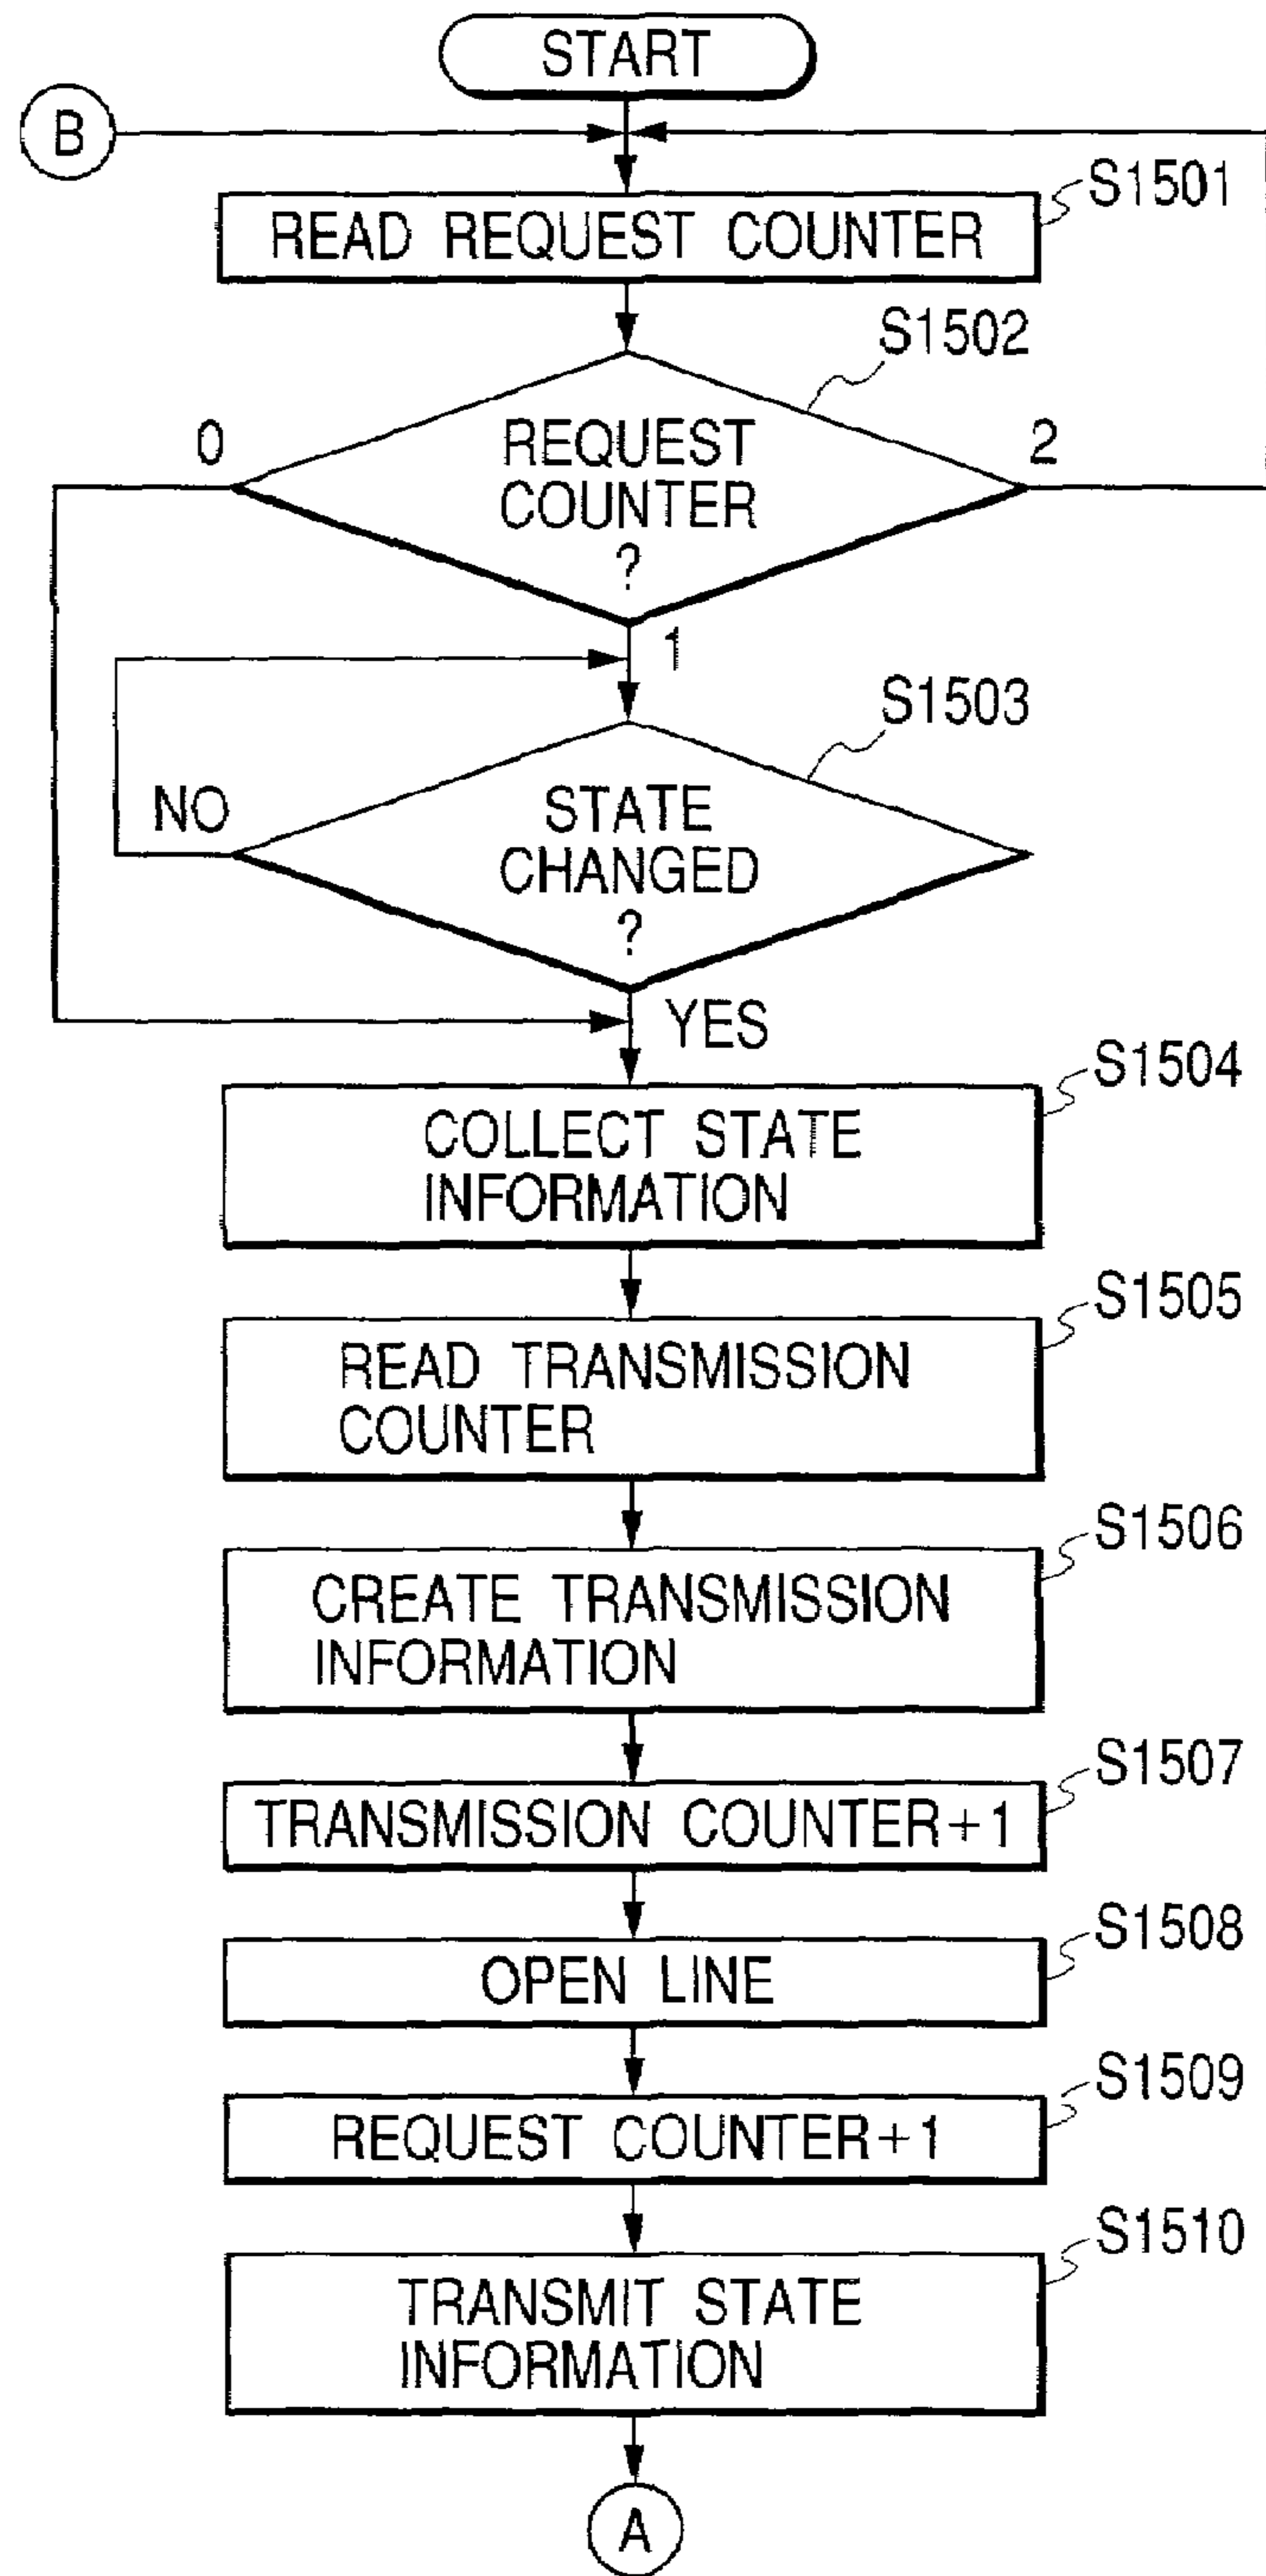 START
B
S1501
READ REQUEST COUNTER
S1502
0
REQUEST
COUNTER
?
2
1
S1503
NO
STATE
CHANGED
?
YES
S1504
COLLECT STATE
INFORMATION
S1505
READ TRANSMISSION
COUNTER
S1506
CREATE TRANSMISSION
INFORMATION
S1507
TRANSMISSION COUNTER+1
S1508
OPEN LINE
S1509
REQUEST COUNTER+1
S1510
TRANSMIT STATE
INFORMATION
A